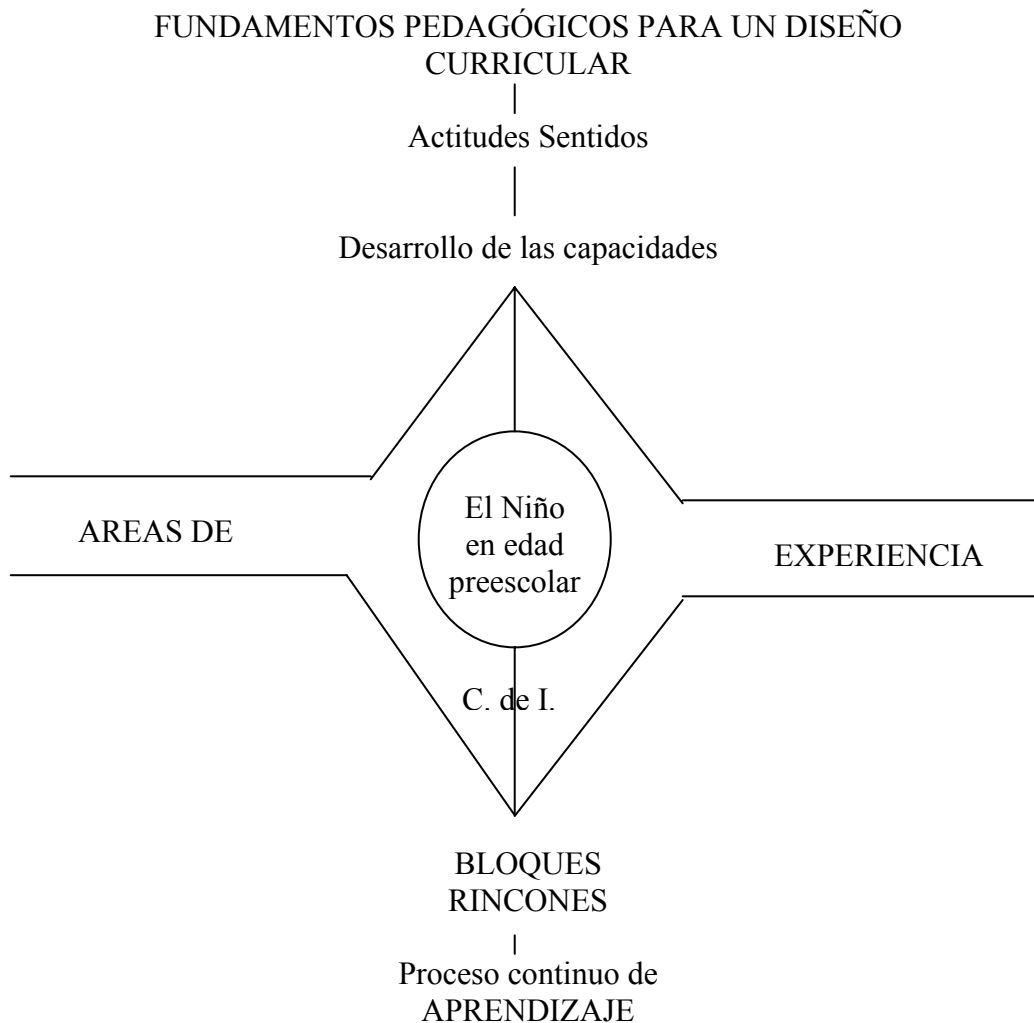 FUNDAMENTOS PEDAGÓGICOS PARA UN DISEÑO
CURRICULAR
Actitudes Sentidos
Desarrollo de las capacidades
El Niño
en edad
preescolar
AREAS DE
EXPERIENCIA
C. de I.
BLOQUES
RINCONES
Proceso continuo de
APRENDIZAJE